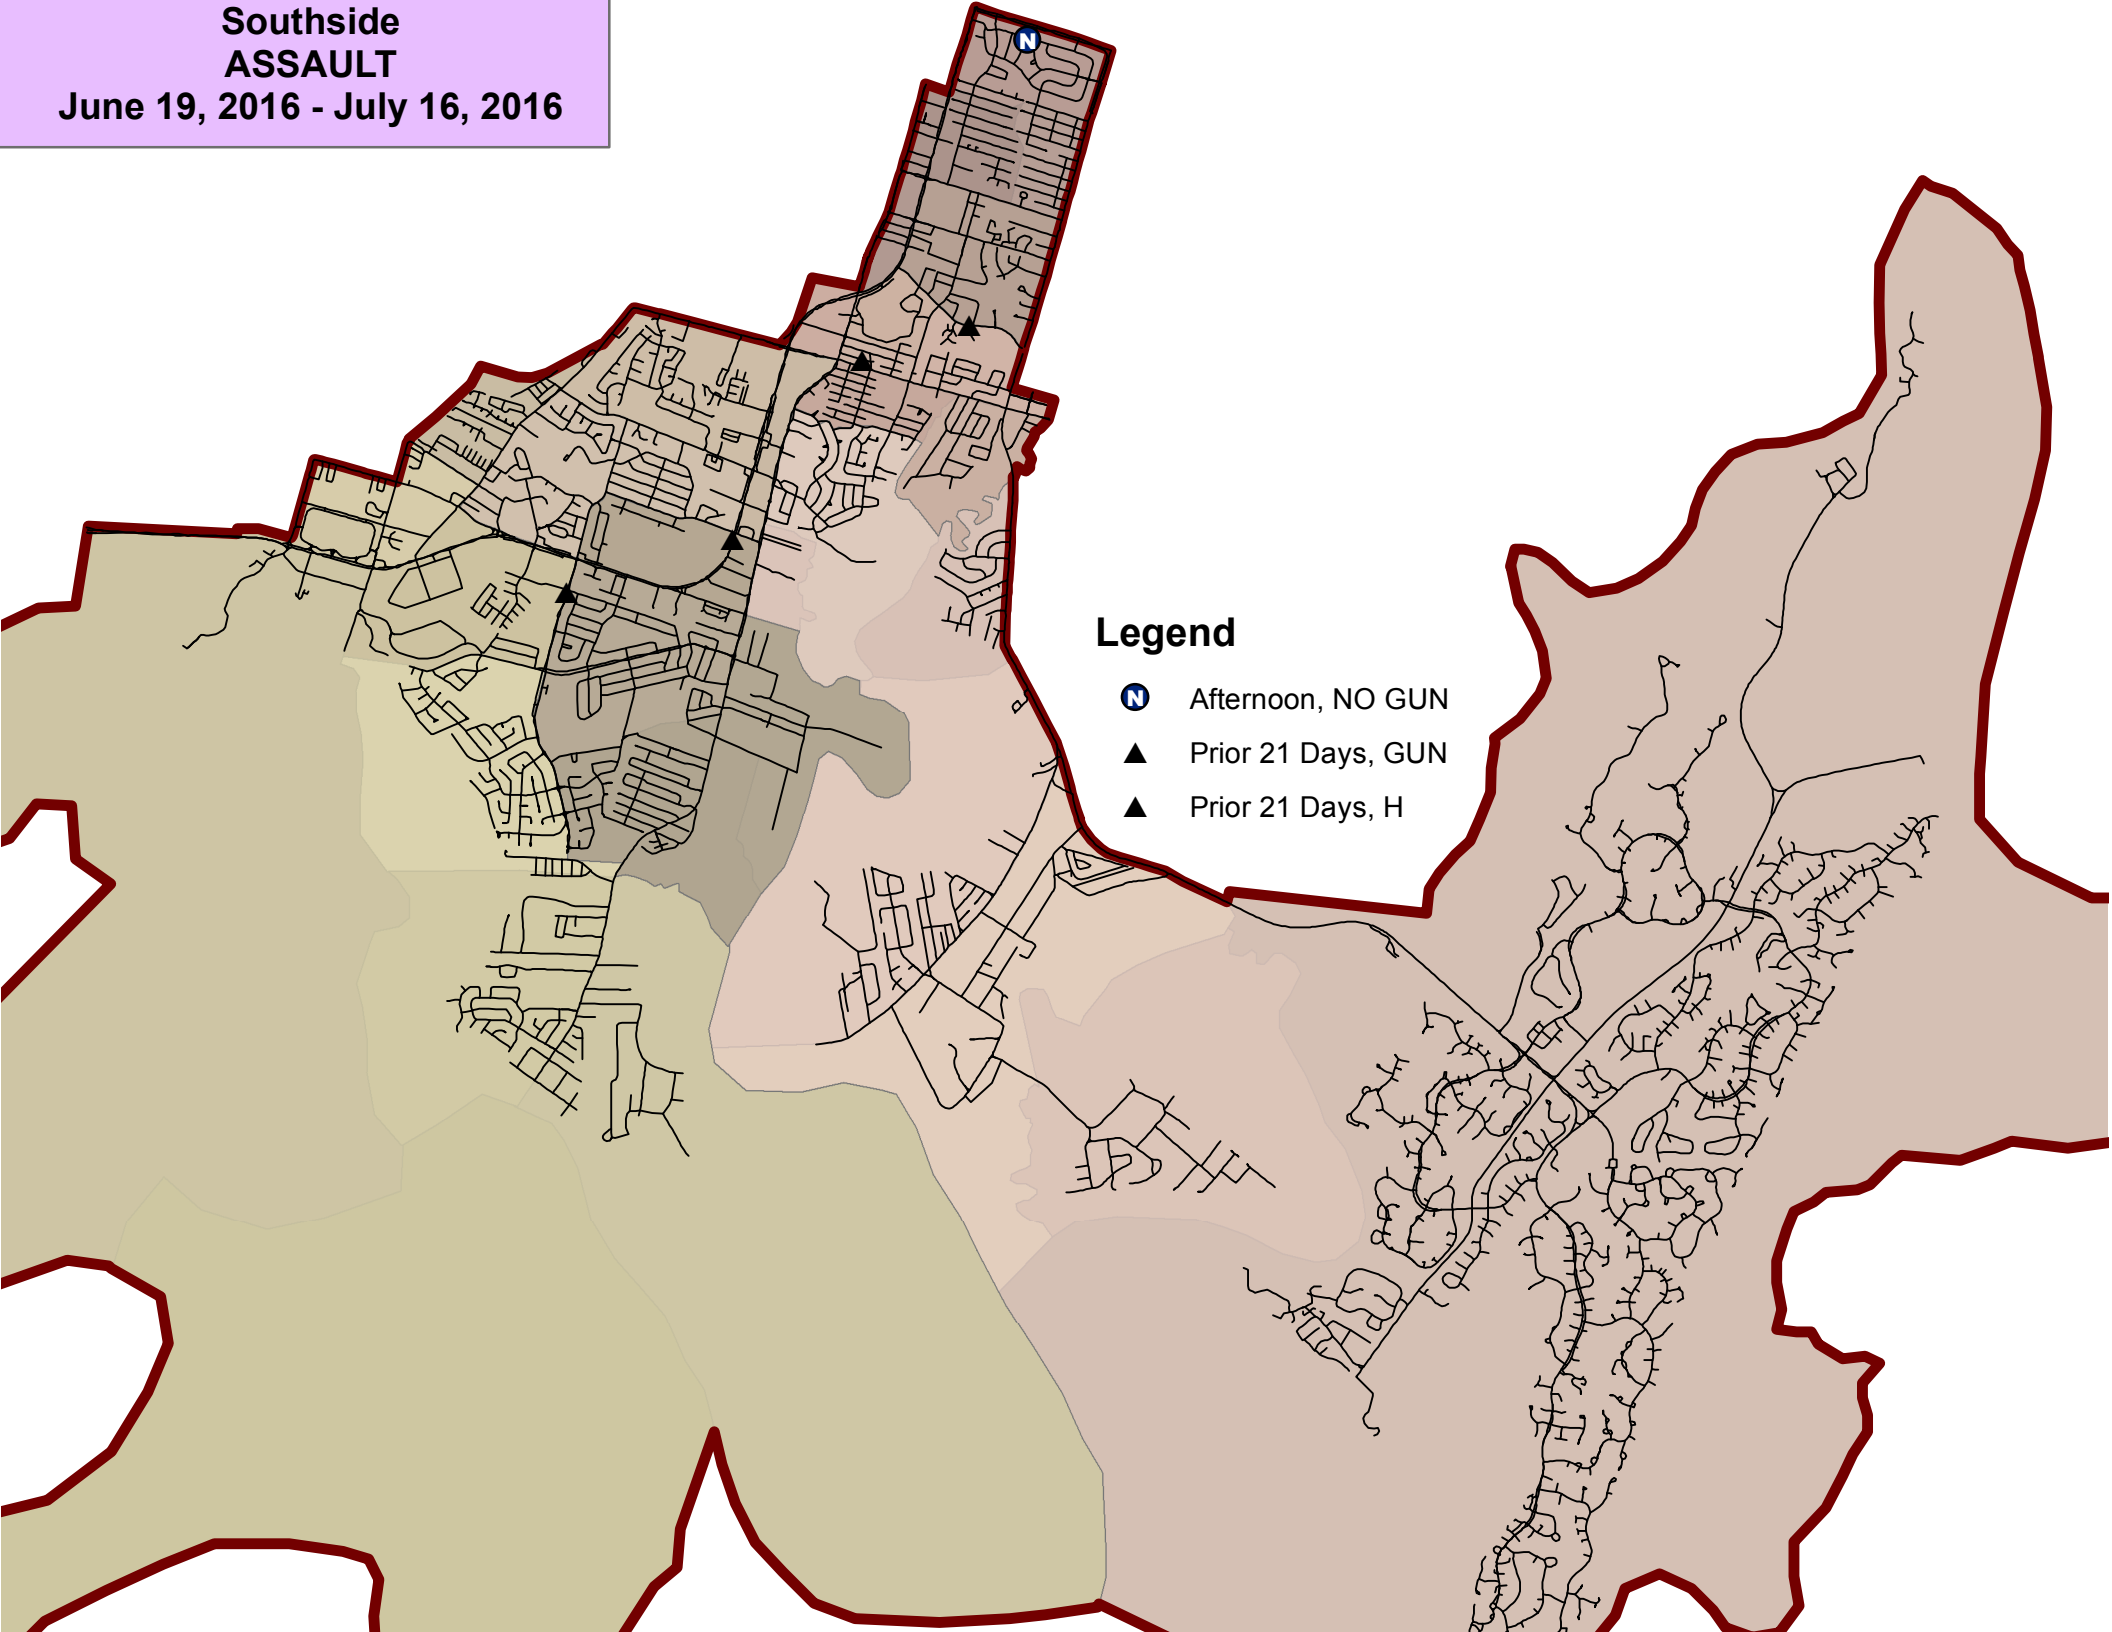 Southside
ASSAULT
June 19, 2016 - July 16, 2016
N
Legend
N Afternoon, NO GUN
Prior 21 Days, GUN
Prior 21 Days, H